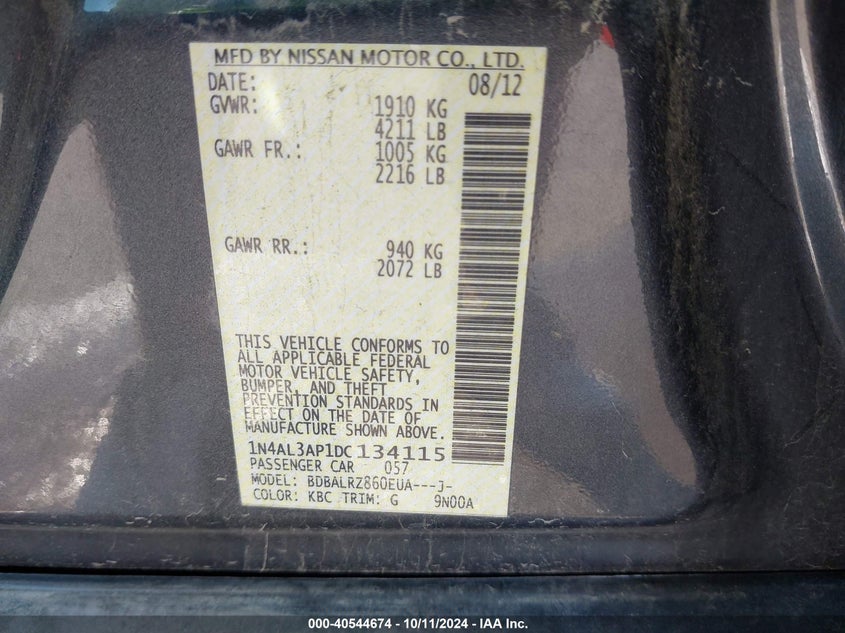 MFD BY NISSAN MOTOR CO., LTD.
DATE: 08/12
GVWR: 1910 KG
4211 LB
GAWR FR.: 1005 KG
2216 LB
GAWR RR.: 940 KG
2072 LB
THIS VEHICLE CONFORMS TO
ALL APPLICABLE FEDERAL
MOTOR VEHICLE SAFETY,
BUMPER, AND THEFT
PREVENTION STANDARDS IN
EFFECT ON THE DATE OF
MANUFACTURE SHOWN ABOVE.
1N4AL3AP1DC134115
PASSENGER CAR 057
MODEL: BDBALRZ860EUA---J-
COLOR: KBC TRIM: G 9N00A
000-40544674 - 10/11/2024 - IAA Inc.